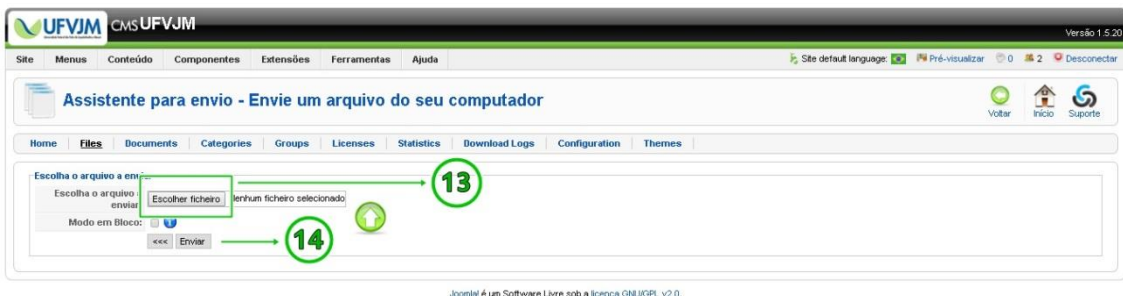 UFVJM CMS UFVJM
Versão 1.5.20
Site Menus Conteúdo Componentes Extensões Ferramentas Ajuda Site default language: Pré-visualizar 0 2 Desconectar
Assistente para envio - Envie um arquivo do seu computador
Voltar Início Suporte
Home Files Documents Categories Groups Licenses Statistics Download Logs Configuration Themes
Escolha o arquivo a
13
Escolha o arquivo
enviar Escolher ficheiro nenhum ficheiro selecionado
Modo em Bloco:
<<< Enviar
14
Joomla! é um Software Livre sob a licença GNU/GPL v2.0.